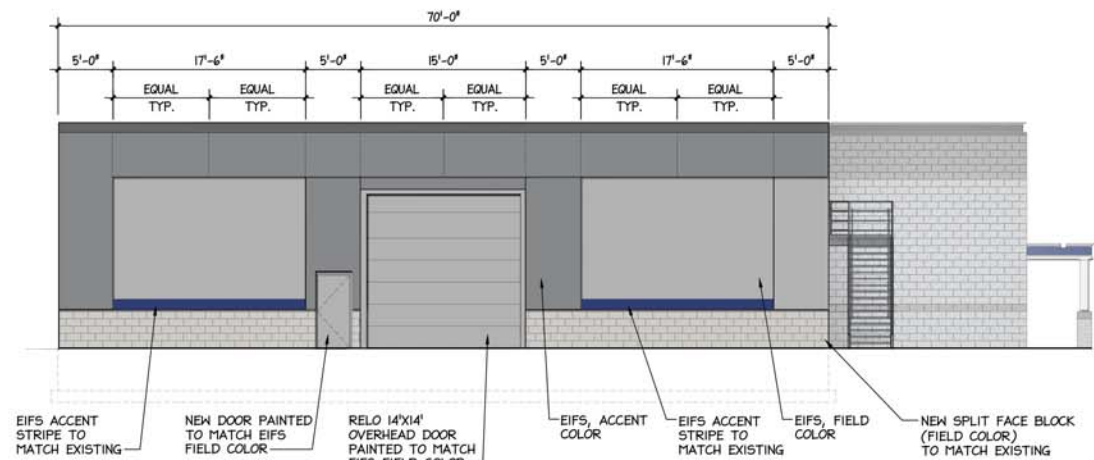 70'-0"
5'-0" 17'-6" 5'-0" 15'-0" 5'-0" 17'-6" 5'-0"
EQUAL EQUAL EQUAL EQUAL EQUAL EQUAL
TYP. TYP. TYP. TYP. TYP. TYP.
EIFS ACCENT
STRIPE TO
MATCH EXISTING
NEW DOOR PAINTED
TO MATCH EIFS
FIELD COLOR
RELO 14'X14'
OVERHEAD DOOR
PAINTED TO MATCH
EIFS FIELD COLOR
EIFS, ACCENT
COLOR
EIFS ACCENT
STRIPE TO
MATCH EXISTING
EIFS, FIELD
COLOR
NEW SPLIT FACE BLOCK
(FIELD COLOR)
TO MATCH EXISTING